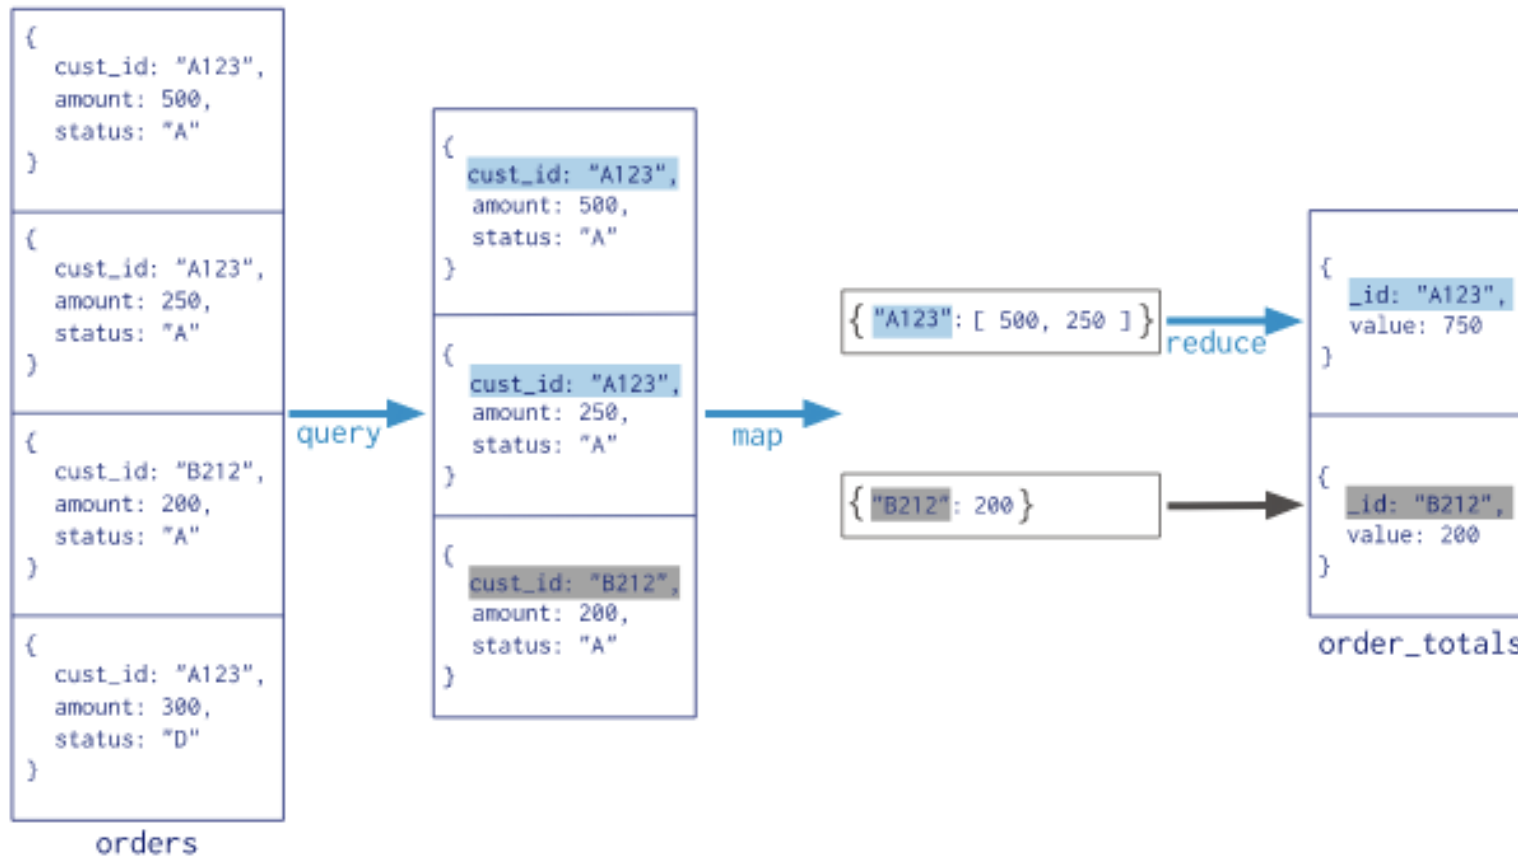 {
cust_id: "A123",
amount: 500,
status: "A"
}
{
cust_id: "A123",
amount: 250,
status: "A"
}
{
cust_id: "B212",
amount: 200,
status: "A"
}
{
cust_id: "A123",
amount: 300,
status: "D"
}
orders
query
{
cust_id: "A123",
amount: 500,
status: "A"
}
{
cust_id: "A123",
amount: 250,
status: "A"
}
{
cust_id: "B212",
amount: 200,
status: "A"
}
map
{ "A123": [ 500, 250 ] }
{ "B212": 200 }
reduce
{
_id: "A123",
value: 750
}
{
_id: "B212",
value: 200
}
order_totals